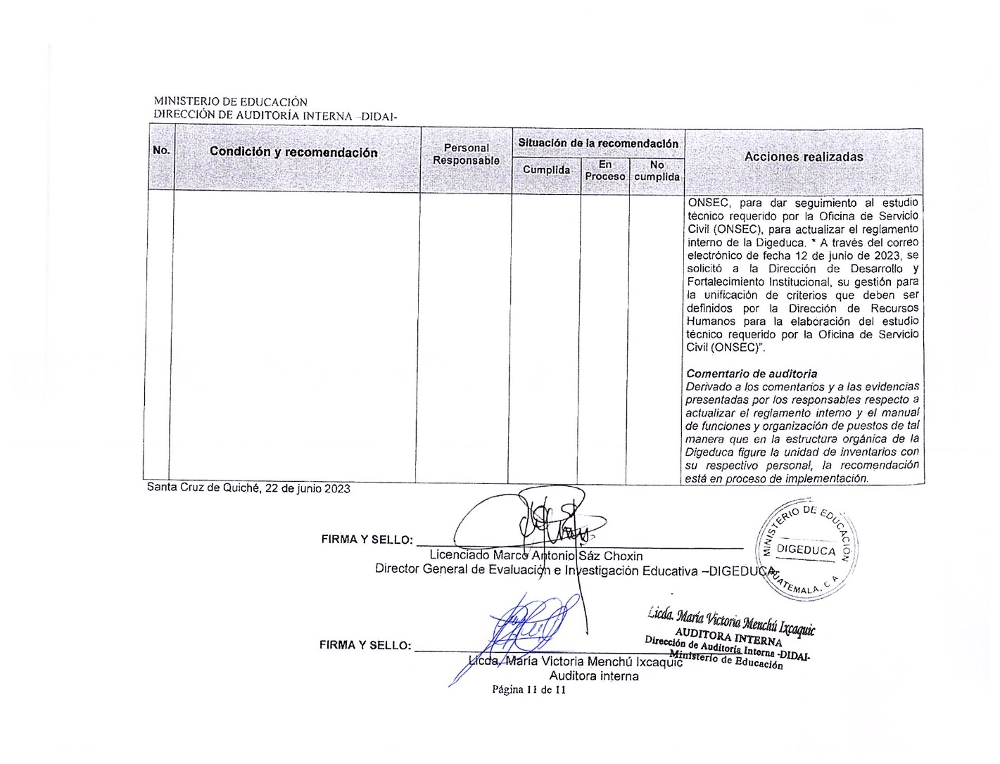 MINISTERIO DE EDUCACIÓN
DIRECCIÓN DE AUDITORÍA INTERNA –DIDAI-
No.
Condición y recomendación
Personal
Responsable
Situación de la recomendación
Cumplida
En
Proceso
No
cumplida
Acciones realizadas
ONSEC, para dar seguimiento al estudio
técnico requerido por la Oficina de Servicio
Civil (ONSEC), para actualizar el reglamento
interno de la Digeduca. * A través del correo
electrónico de fecha 12 de junio de 2023, se
solicitó a la Dirección de Desarrollo y
Fortalecimiento Institucional, su gestión para
la unificación de criterios que deben ser
definidos por la Dirección de Recursos
Humanos para la elaboración del estudio
técnico requerido por la Oficina de Servicio
Civil (ONSEC)".
Comentario de auditoria
Derivado a los comentarios y a las evidencias
presentadas por los responsables respecto a
actualizar el reglamento interno y el manual
de funciones y organización de puestos de tal
manera que en la estructura orgánica de la
Digeduca figure la unidad de inventarios con
su respectivo personal, la recomendación
está en proceso de implementación.
Santa Cruz de Quiché, 22 de junio 2023
FIRMA Y SELLO:
Licenciado Marco Antonio Sáz Choxin
Director General de Evaluación e Investigación Educativa –DIGEDUCA-
MINISTERIO DE EDUCACIÓN
DIGEDUCA
GUATEMALA, C A
Licda. María Victoria Menchú Ixcaquic
AUDITORA INTERNA
Dirección de Auditoría Interna -DIDAI-
Ministerio de Educación
FIRMA Y SELLO:
Licda. María Victoria Menchú Ixcaquic
Auditora interna
Página 11 de 11